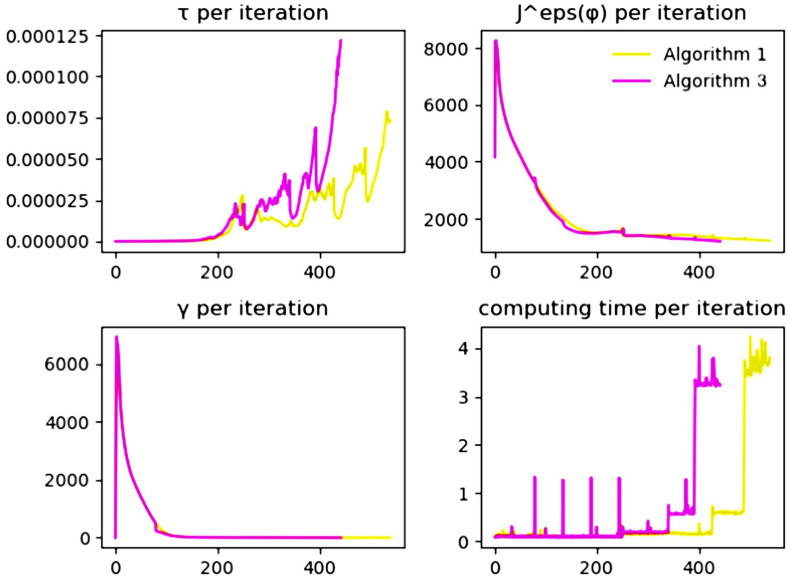 τ per iteration
0.000125
0.000100
0.000075
0.000050
0.000025
0.000000
0 200 400
J^eps(φ) per iteration
Algorithm 1
Algorithm 3
8000
6000
4000
2000
0 200 400
γ per iteration
6000
4000
2000
0
0 200 400
computing time per iteration
4
3
2
1
0
0 200 400